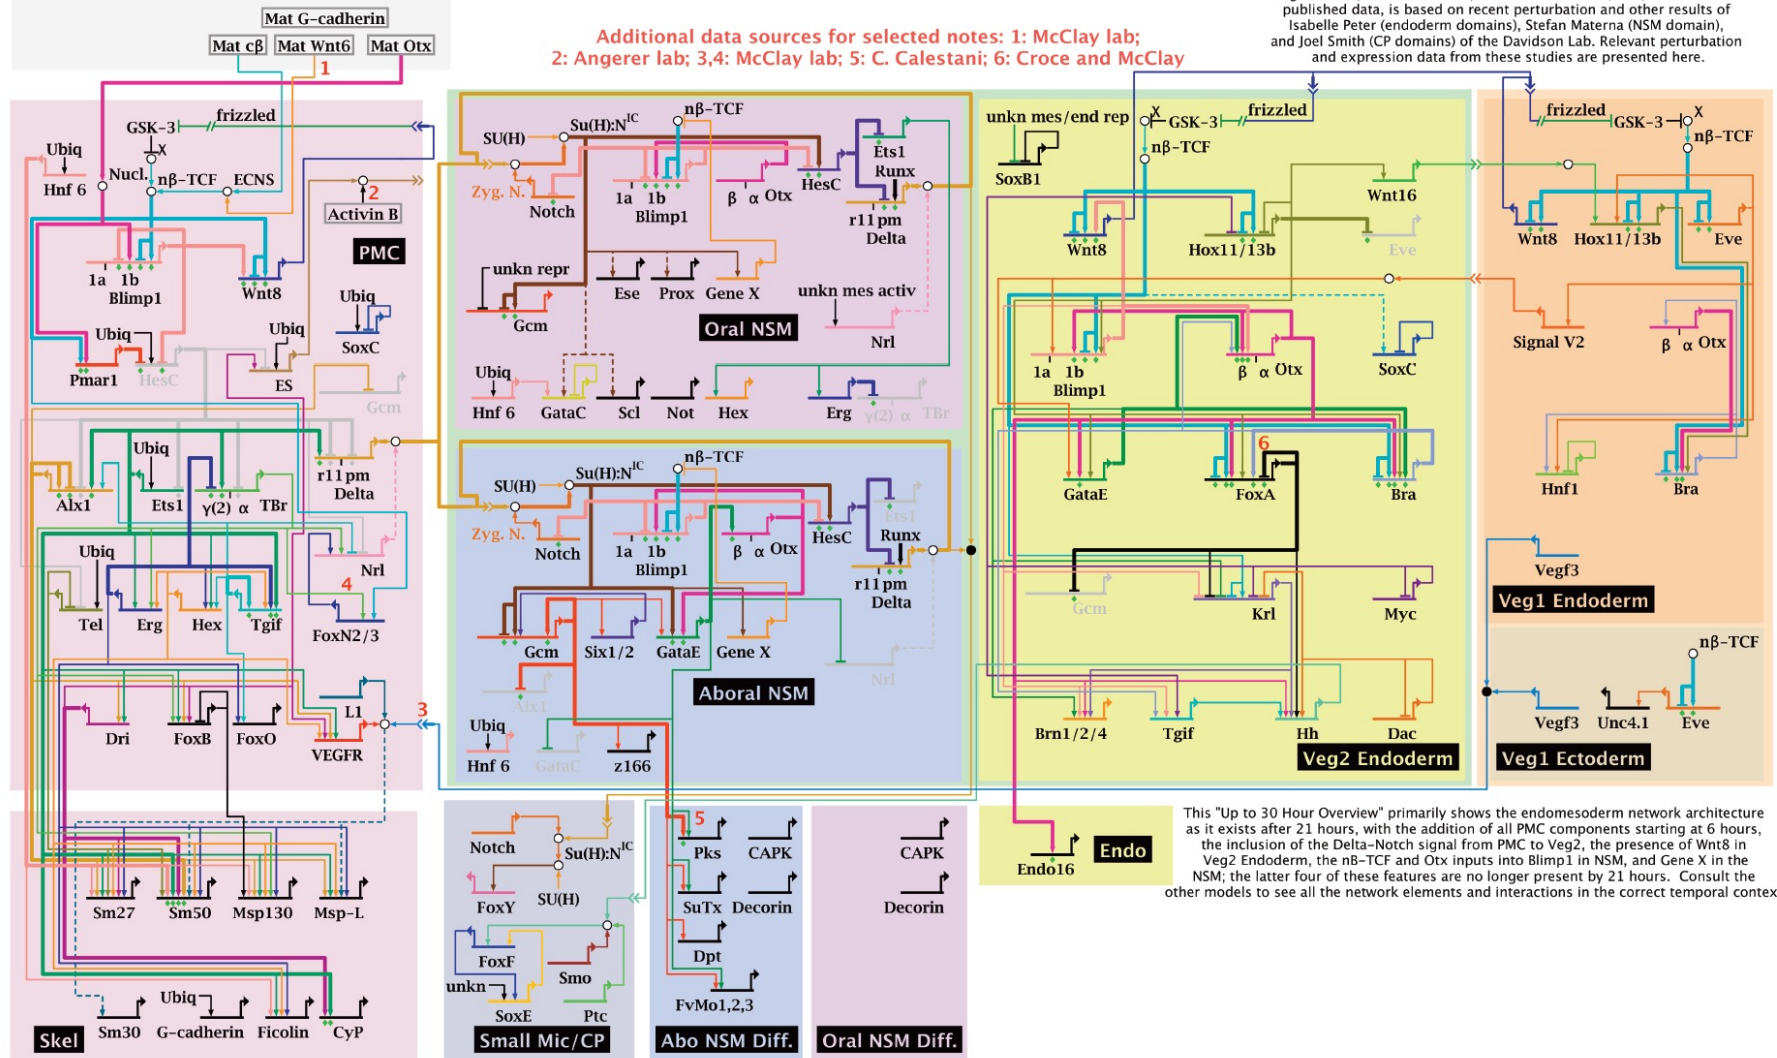 published data, is based on recent perturbation and other results of
Isabelle Peter (endoderm domains), Stefan Materna (NSM domain),
and Joel Smith (CP domains) of the Davidson Lab. Relevant perturbation
and expression data from these studies are presented here.
Additional data sources for selected notes: 1: McClay lab;
2: Angerer lab; 3,4: McClay lab; 5: C. Calestani; 6: Croce and McClay
Mat G-cadherin
Mat cβ
Mat Wnt6
Mat Otx
1
GSK-3
frizzled
X
Ubiq
Hnf 6
Nucl.
nβ-TCF
ECNS
2
Activin B
PMC
1a
1b
Blimp1
Wnt8
Ubiq
SoxC
Ubiq
Ubiq
Pmar1
HesC
ES
Gcm
r11pm
Delta
Ubiq
Alx1
Ets1
γ(2)
α
TBr
Ubiq
Nrl
4
Tel
Erg
Hex
Tgif
FoxN2/3
L1
3
Dri
FoxB
FoxO
VEGFR
Sm27
Sm50
Msp130
Msp-L
Ubiq
Sm30
G-cadherin
Ficolin
CyP
Skel
nβ-TCF
SU(H)
Su(H):N^IC
Zyg. N.
Notch
1a
1b
Blimp1
β
α
Otx
HesC
Ets1
Runx
r11pm
Delta
unkn repr
Gcm
Ese
Prox
Gene X
unkn mes activ
Nrl
Oral NSM
Ubiq
Hnf 6
GataC
Scl
Not
Hex
Erg
γ(2)
α
TBr
nβ-TCF
SU(H)
Su(H):N^IC
Zyg. N.
Notch
1a
1b
Blimp1
β
α
Otx
HesC
Ets1
Runx
r11pm
Delta
Gcm
Six1/2
GataE
Gene X
Nrl
Alx1
Aboral NSM
Ubiq
Hnf 6
GataC
z166
Notch
Su(H):N^IC
FoxY
SU(H)
FoxF
Smo
unkn
SoxE
Ptc
Small Mic/CP
5
Pks
CAPK
SuTx
Decorin
Dpt
FvMo1,2,3
Abo NSM Diff.
CAPK
Decorin
Oral NSM Diff.
unkn mes/end rep
SoxB1
X
GSK-3
frizzled
nβ-TCF
Wnt16
Wnt8
Hox11/13b
Eve
1a
1b
Blimp1
β
α
Otx
SoxC
6
GataE
FoxA
Bra
Gcm
Krl
Myc
Brn1/2/4
Tgif
Hh
Dac
Veg2 Endoderm
Endo16
Endo
frizzled
GSK-3
X
nβ-TCF
Wnt8
Hox11/13b
Eve
Signal V2
β
α
Otx
Hnf1
Bra
Vegf3
Veg1 Endoderm
nβ-TCF
Vegf3
Unc4.1
Eve
Veg1 Ectoderm
This "Up to 30 Hour Overview" primarily shows the endomesoderm network architecture
as it exists after 21 hours, with the addition of all PMC components starting at 6 hours,
the inclusion of the Delta-Notch signal from PMC to Veg2, the presence of Wnt8 in
Veg2 Endoderm, the nB-TCF and Otx inputs into Blimp1 in NSM, and Gene X in the
NSM; the latter four of these features are no longer present by 21 hours. Consult the
other models to see all the network elements and interactions in the correct temporal contex